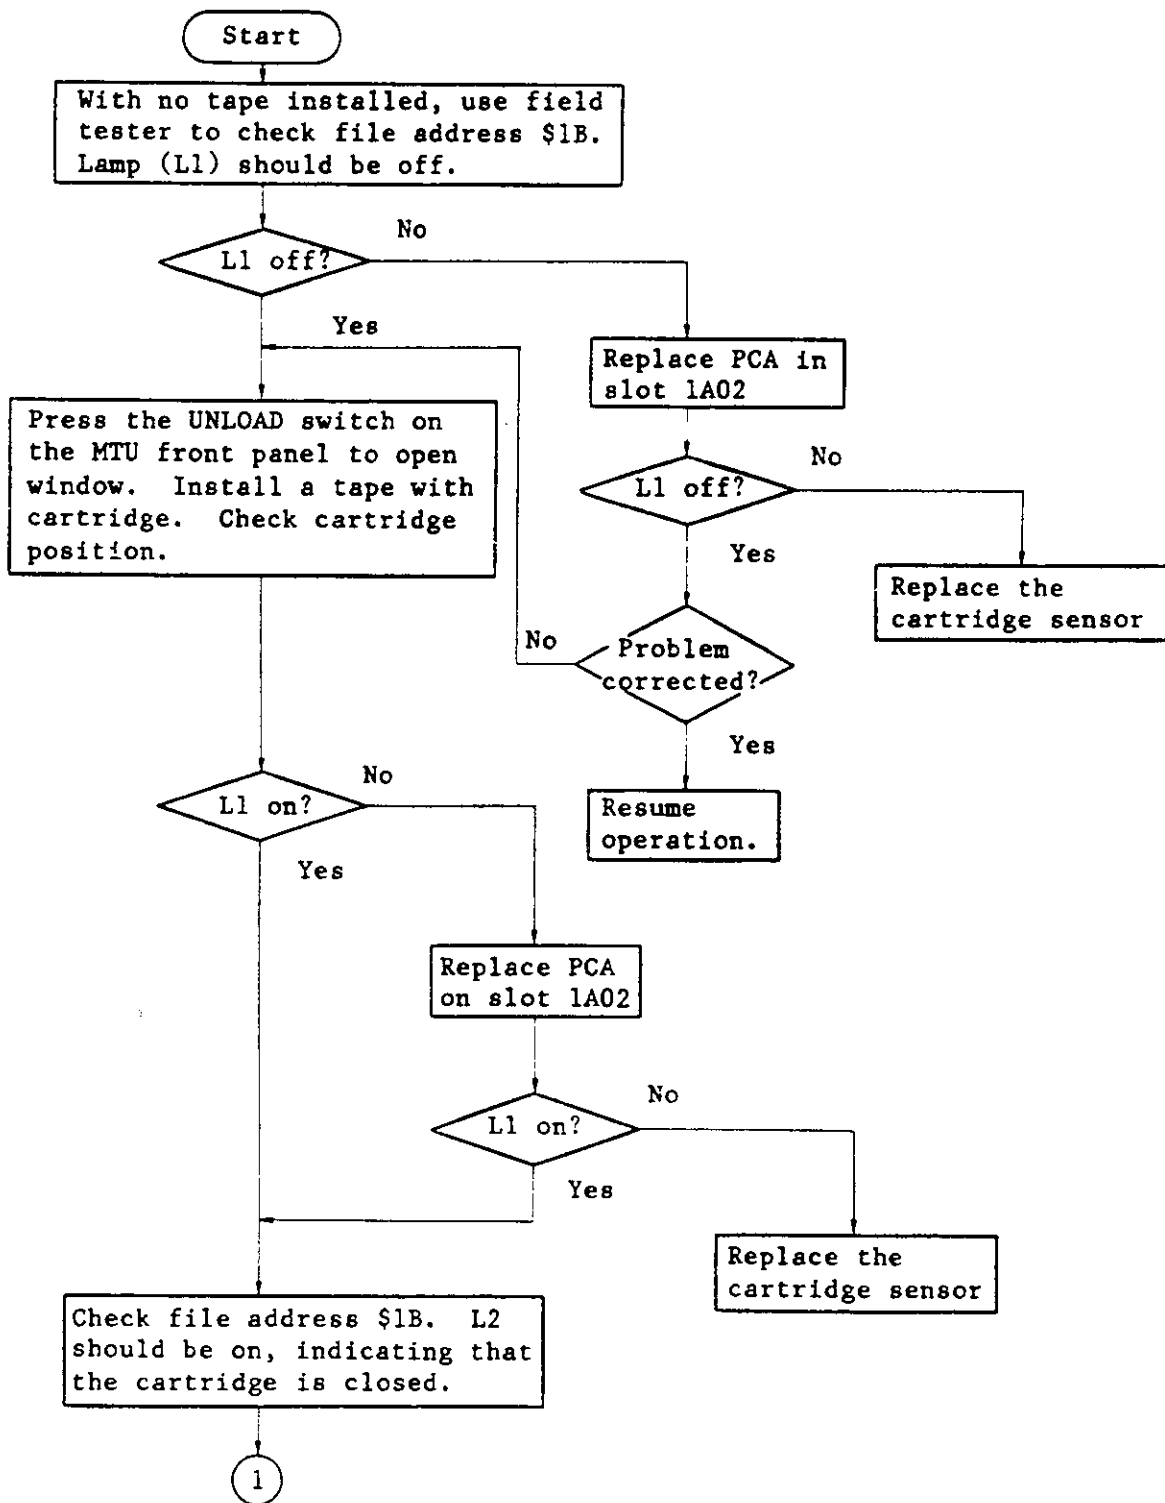 Start
With no tape installed, use field
tester to check file address $1B.
Lamp (L1) should be off.
No
L1 off?
Yes
Replace PCA in
slot 1A02
Press the UNLOAD switch on
the MTU front panel to open
window. Install a tape with
cartridge. Check cartridge
position.
No
L1 off?
Yes
Replace the
cartridge sensor
No
Problem
corrected?
Yes
Resume
operation.
No
L1 on?
Yes
Replace PCA
on slot 1A02
No
L1 on?
Yes
Replace the
cartridge sensor
Check file address $1B. L2
should be on, indicating that
the cartridge is closed.
1